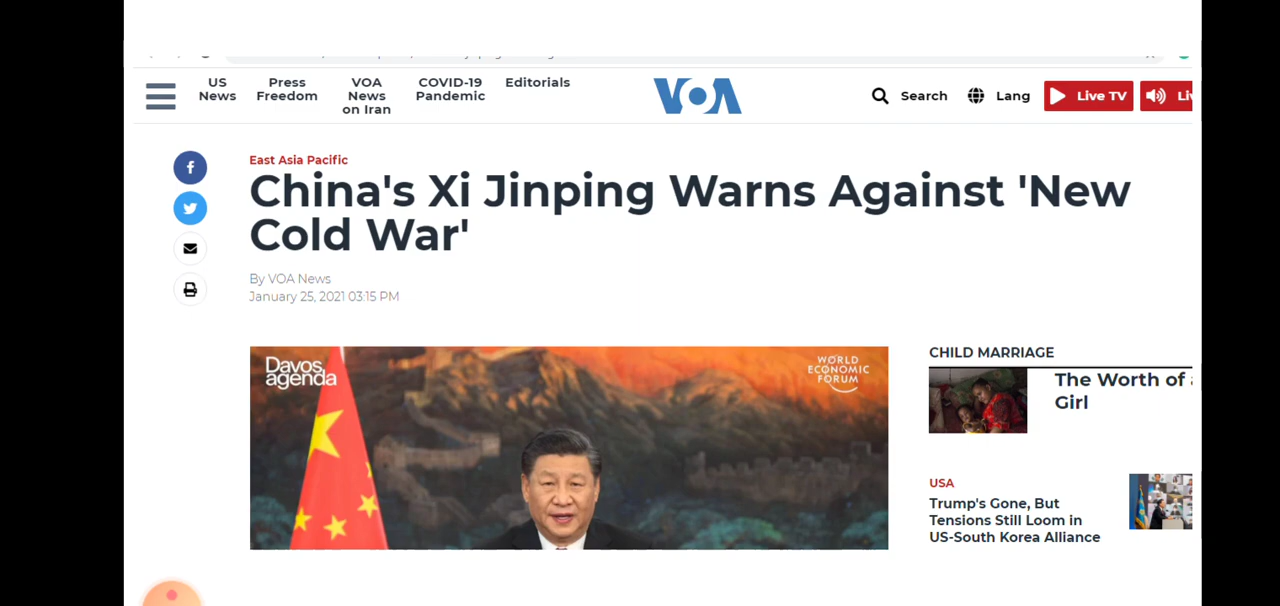 US News
Press Freedom
VOA News on Iran
COVID-19 Pandemic
Editorials
VOA
Search
Lang
Live TV
East Asia Pacific
China's Xi Jinping Warns Against 'New
Cold War'
By VOA News
January 25, 2021 03:15 PM
Davos
agenda
WORLD
ECONOMIC
FORUM
CHILD MARRIAGE
The Worth of
Girl
USA
Trump's Gone, But
Tensions Still Loom in
US-South Korea Alliance